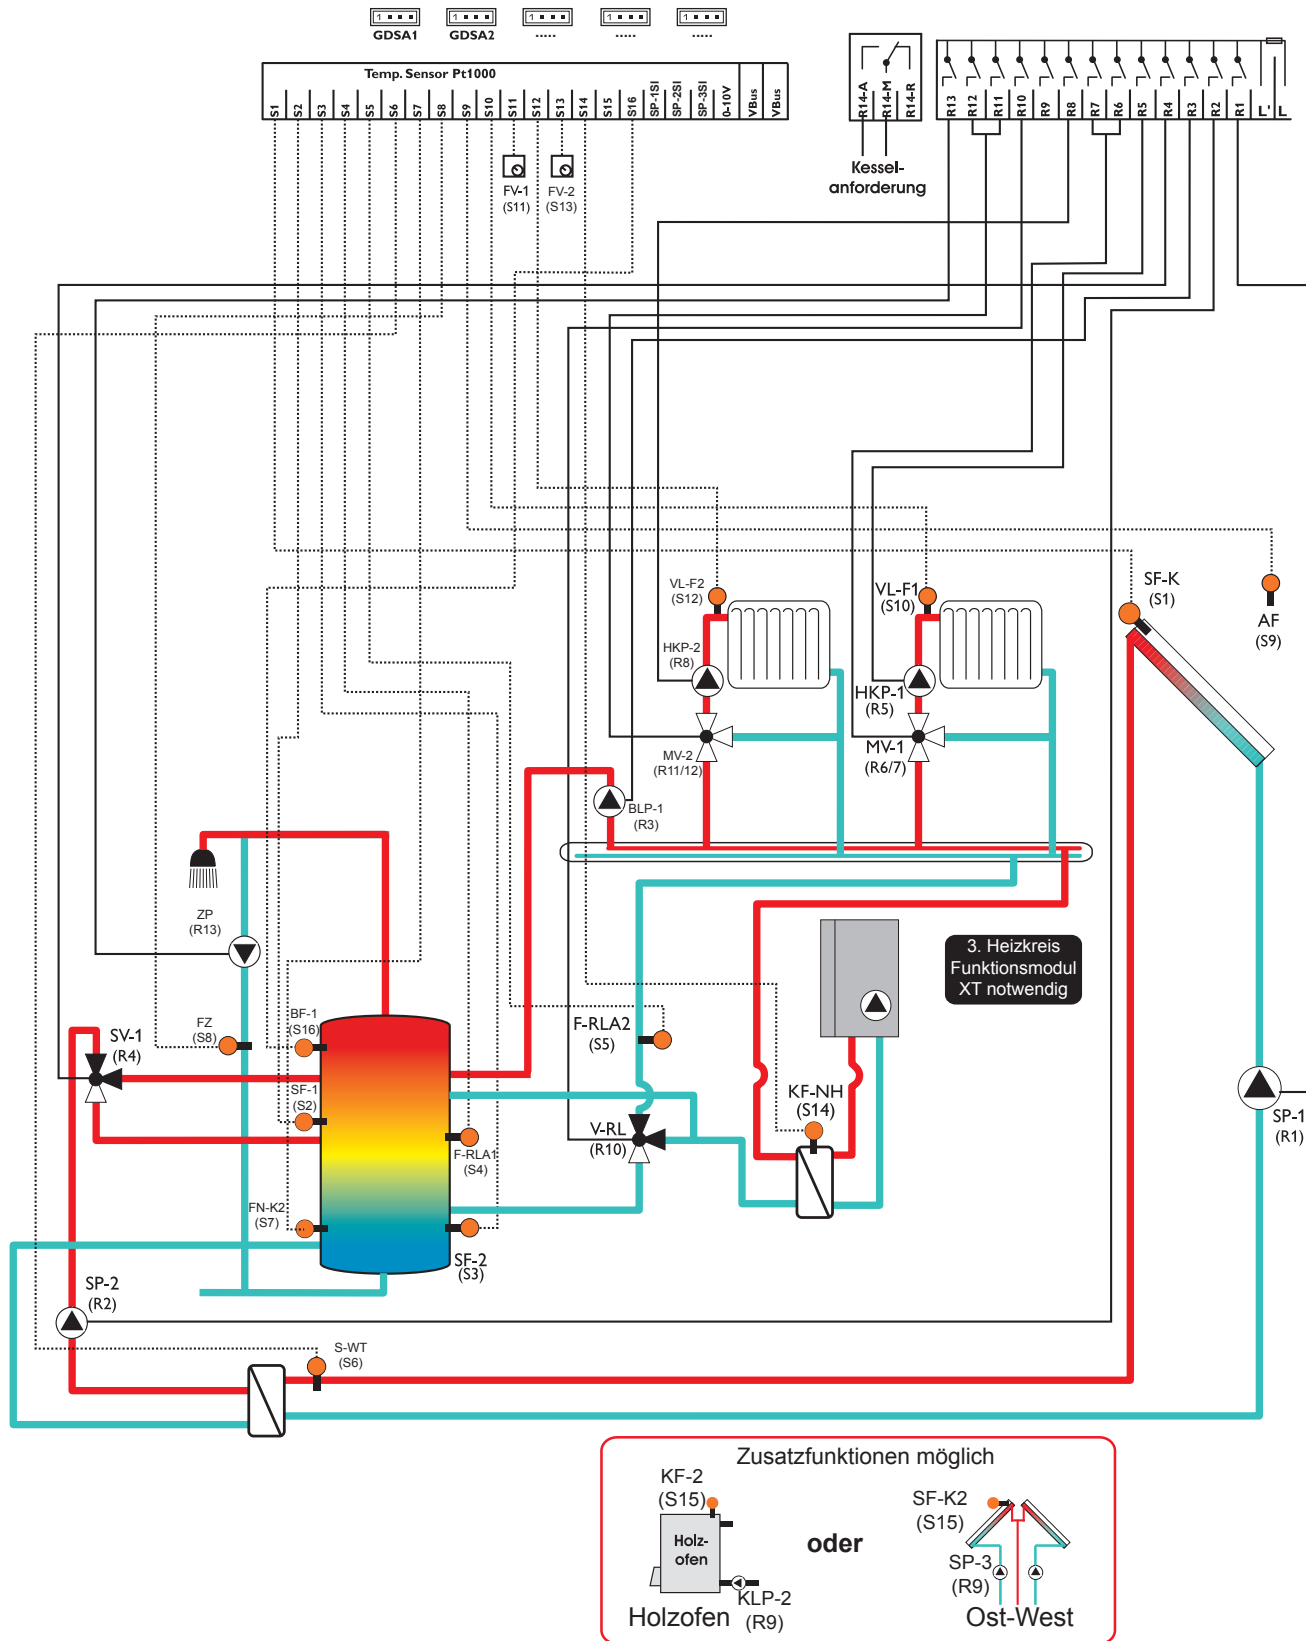 1
1
1
1
1
GDSA1
GDSA2
.....
.....
.....
Temp. Sensor Pt1000
S1
S2
S3
S4
S5
S6
S7
S8
S9
S10
S11
S12
S13
S14
S15
S16
SP-1SI
SP-2SI
SP-3SI
0-10V
VBus
VBus
R14-A
R14-M
R14-R
R13
R12
R11
R10
R9
R8
R7
R6
R5
R4
R3
R2
R1
L'
L
Kessel-
anforderung
FV-1
(S11)
FV-2
(S13)
VL-F2
(S12)
VL-F1
(S10)
SF-K
(S1)
AF
(S9)
HKP-2
(R8)
HKP-1
(R5)
MV-2
(R11/12)
MV-1
(R6/7)
BLP-1
(R3)
ZP
(R13)
3. Heizkreis
Funktionsmodul
XT notwendig
FZ
(S8)
BF-1
(S16)
SV-1
(R4)
F-RLA2
(S5)
SF-1
(S2)
KF-NH
(S14)
SP-1
(R1)
V-RL
(R10)
F-RLA1
(S4)
FN-K2
(S7)
SF-2
(S3)
SP-2
(R2)
S-WT
(S6)
Zusatzfunktionen möglich
KF-2
(S15)
Holz-
ofen
KLP-2
(R9)
Holzofen
oder
SF-K2
(S15)
SP-3
(R9)
Ost-West